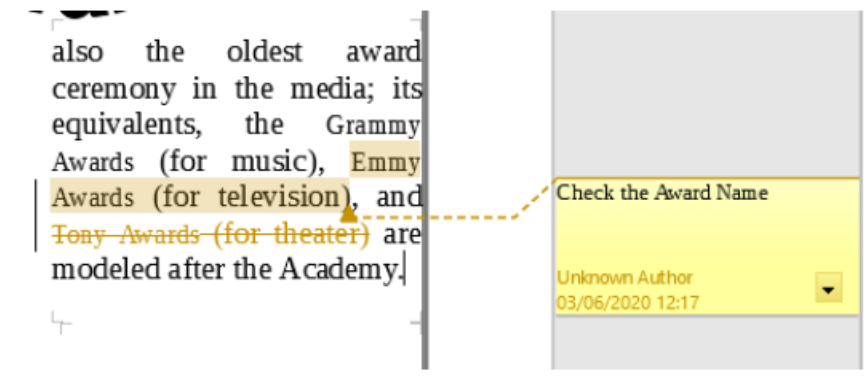 also the oldest award
ceremony in the media; its
equivalents, the Grammy
Awards (for music), Emmy
Awards (for television), and
Tony Awards (for theater) are
modeled after the Academy.
Check the Award Name
Unknown Author
03/06/2020 12:17